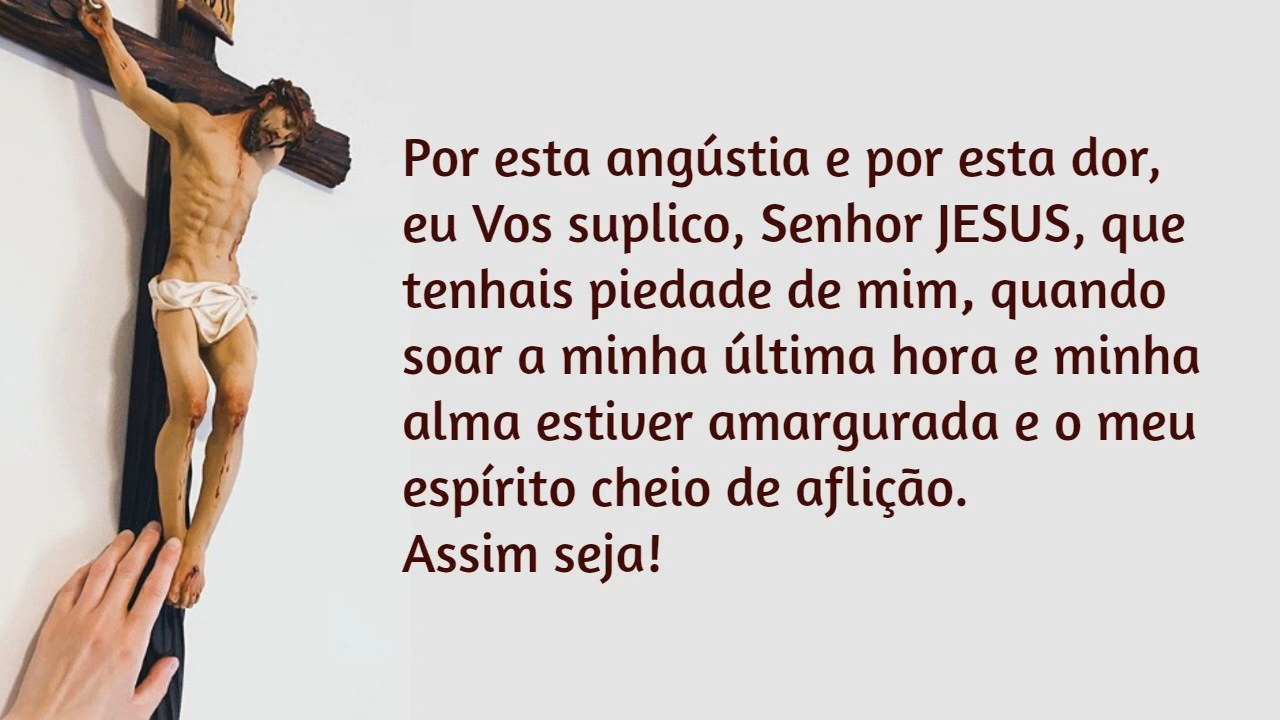 Por esta angústia e por esta dor,
eu Vos suplico, Senhor JESUS, que
tenhais piedade de mim, quando
soar a minha última hora e minha
alma estiver amargurada e o meu
espírito cheio de aflição.
Assim seja!